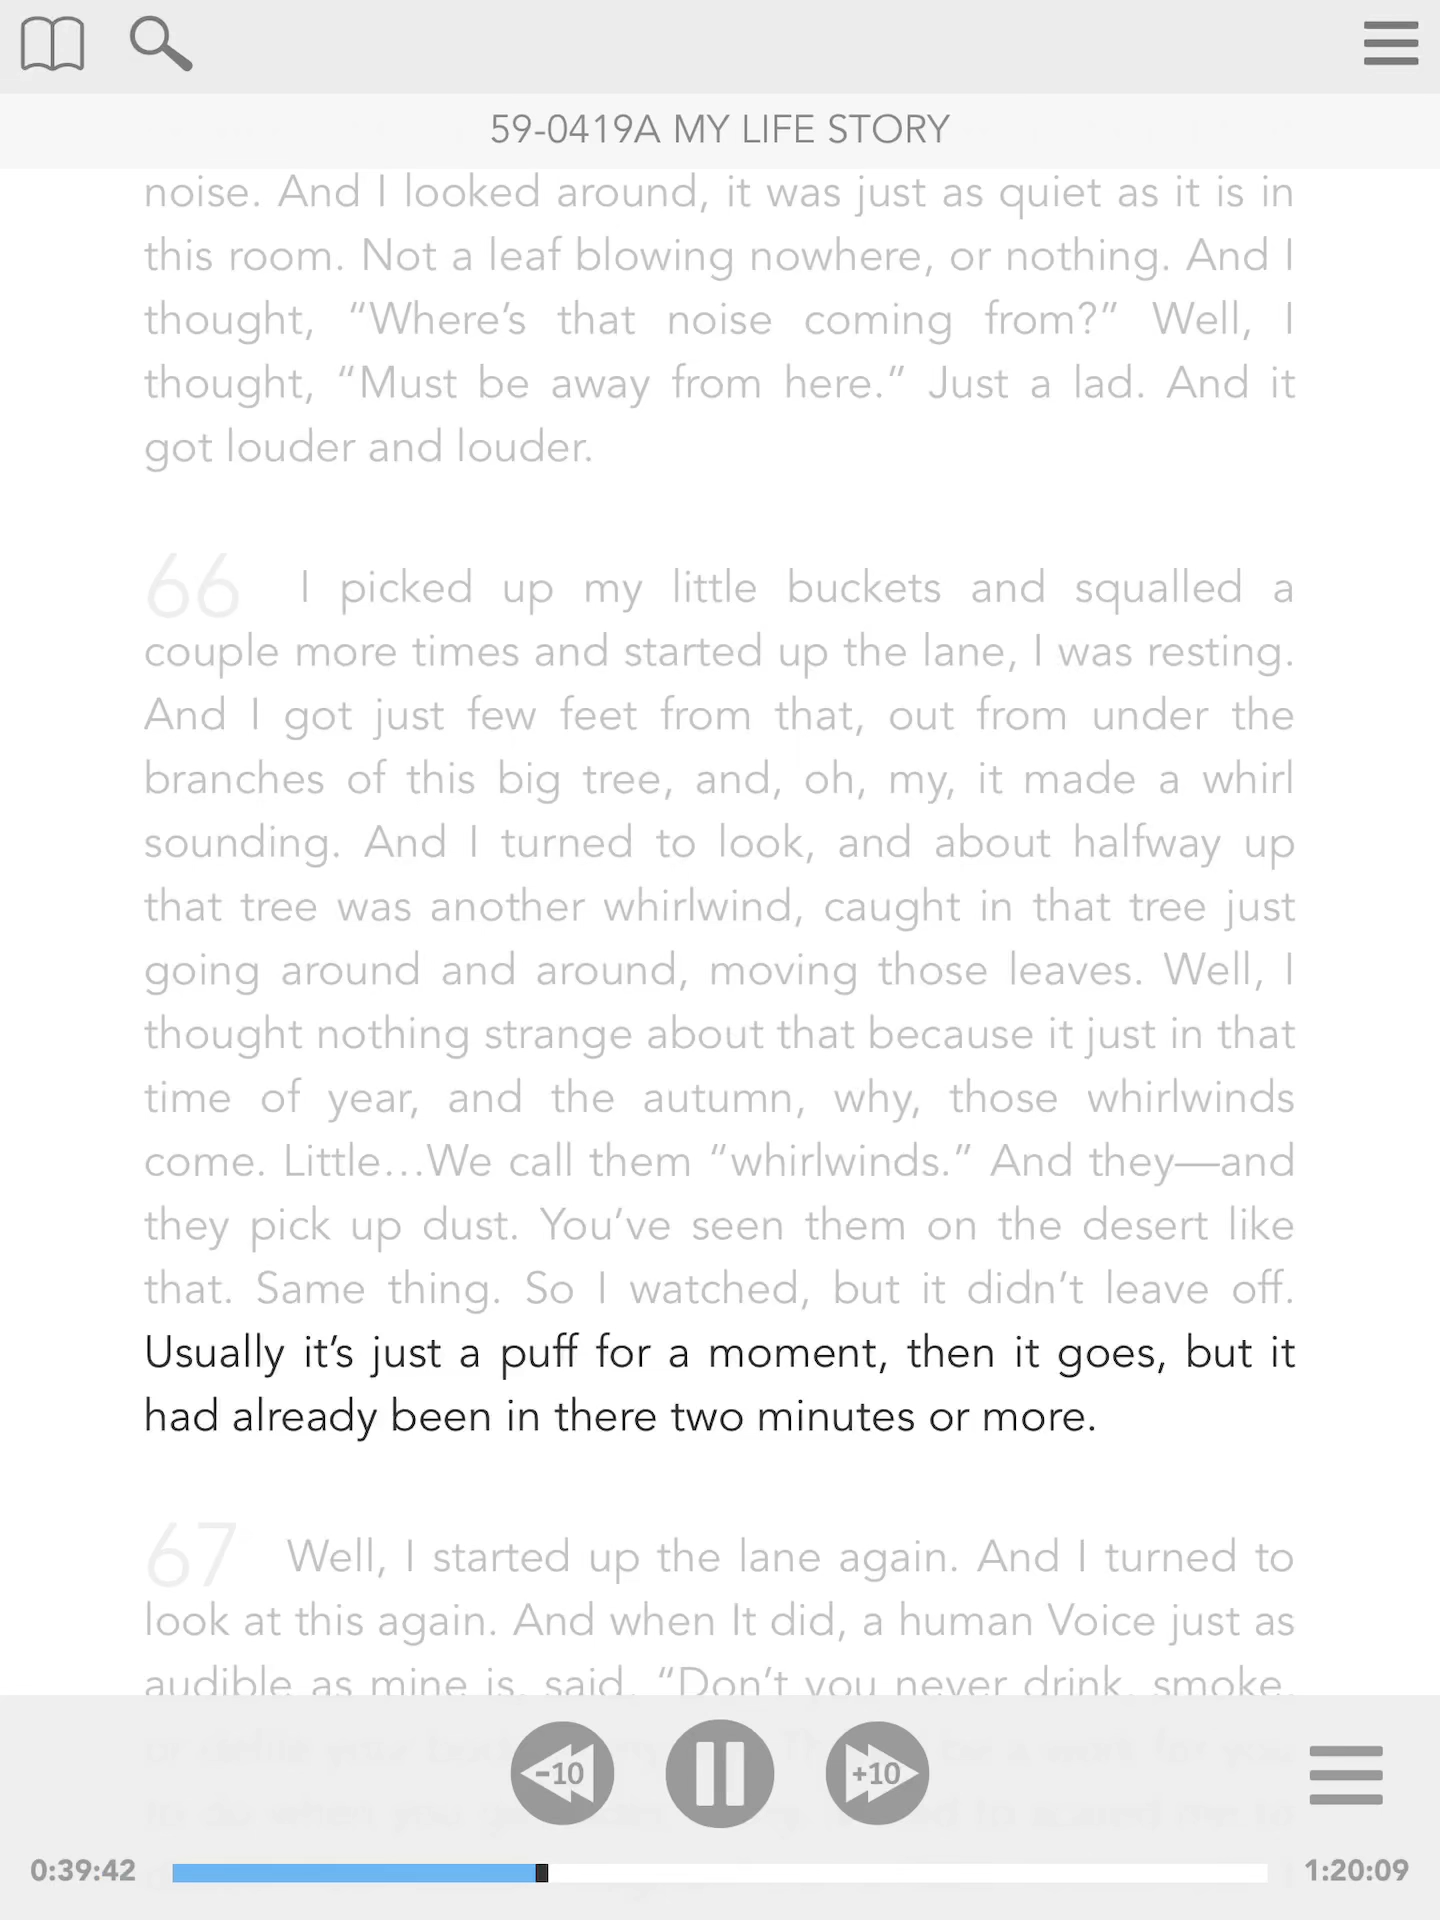 59-0419A MY LIFE STORY
noise. And I looked around, it was just as quiet as it is in
this room. Not a leaf blowing nowhere, or nothing. And I
thought, “Where’s that noise coming from?” Well, I
thought, “Must be away from here.” Just a lad. And it
got louder and louder.
66 I picked up my little buckets and squalled a
couple more times and started up the lane, I was resting.
And I got just few feet from that, out from under the
branches of this big tree, and, oh, my, it made a whirl
sounding. And I turned to look, and about halfway up
that tree was another whirlwind, caught in that tree just
going around and around, moving those leaves. Well, I
thought nothing strange about that because it just in that
time of year, and the autumn, why, those whirlwinds
come. Little…We call them “whirlwinds.” And they—and
they pick up dust. You’ve seen them on the desert like
that. Same thing. So I watched, but it didn’t leave off.
Usually it’s just a puff for a moment, then it goes, but it
had already been in there two minutes or more.
67 Well, I started up the lane again. And I turned to
look at this again. And when It did, a human Voice just as
audible as mine is, said, “Don’t you never drink, smoke,
-10 +10
0:39:42 1:20:09